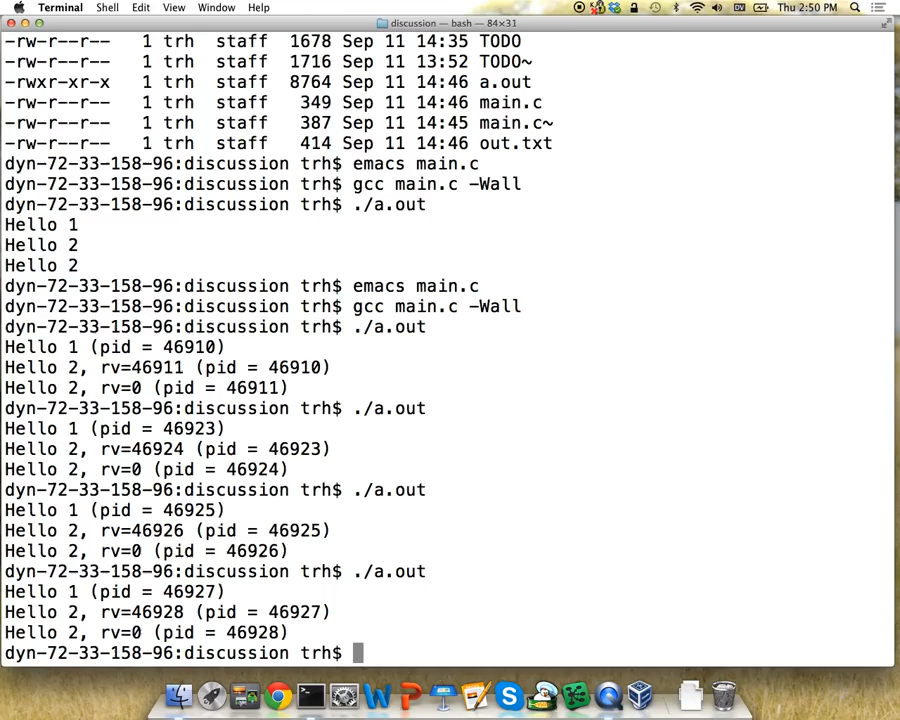 Terminal Shell Edit View Window Help Thu 2:50 PM
discussion — bash — 84×31
-rw-r--r-- 1 trh staff 1678 Sep 11 14:35 TODO
-rw-r--r-- 1 trh staff 1716 Sep 11 13:52 TODO~
-rwxr-xr-x 1 trh staff 8764 Sep 11 14:46 a.out
-rw-r--r-- 1 trh staff 349 Sep 11 14:46 main.c
-rw-r--r-- 1 trh staff 387 Sep 11 14:45 main.c~
-rw-r--r-- 1 trh staff 414 Sep 11 14:46 out.txt
dyn-72-33-158-96:discussion trh$ emacs main.c
dyn-72-33-158-96:discussion trh$ gcc main.c -Wall
dyn-72-33-158-96:discussion trh$ ./a.out
Hello 1
Hello 2
Hello 2
dyn-72-33-158-96:discussion trh$ emacs main.c
dyn-72-33-158-96:discussion trh$ gcc main.c -Wall
dyn-72-33-158-96:discussion trh$ ./a.out
Hello 1 (pid = 46910)
Hello 2, rv=46911 (pid = 46910)
Hello 2, rv=0 (pid = 46911)
dyn-72-33-158-96:discussion trh$ ./a.out
Hello 1 (pid = 46923)
Hello 2, rv=46924 (pid = 46923)
Hello 2, rv=0 (pid = 46924)
dyn-72-33-158-96:discussion trh$ ./a.out
Hello 1 (pid = 46925)
Hello 2, rv=46926 (pid = 46925)
Hello 2, rv=0 (pid = 46926)
dyn-72-33-158-96:discussion trh$ ./a.out
Hello 1 (pid = 46927)
Hello 2, rv=46928 (pid = 46927)
Hello 2, rv=0 (pid = 46928)
dyn-72-33-158-96:discussion trh$